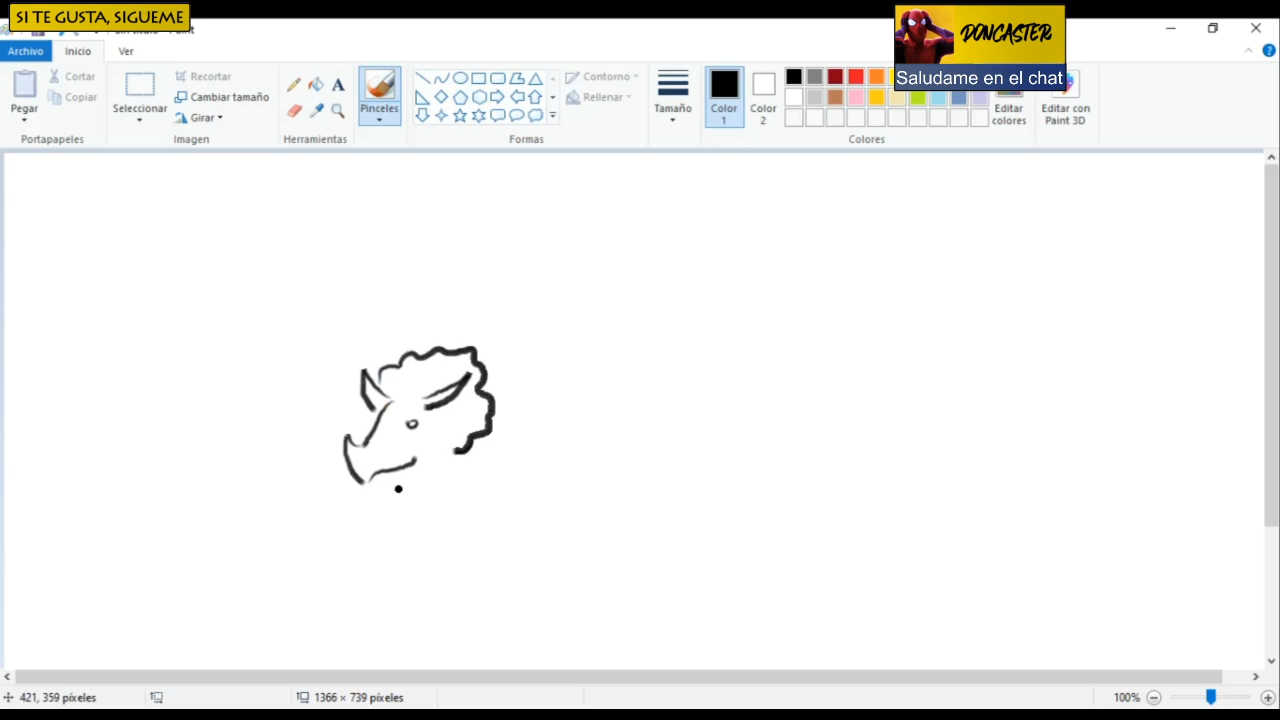 SI TE GUSTA, SIGUEME
DONCASTER
Saludame en el chat
Archivo
Inicio
Ver
Pegar
Cortar
Copiar
Portapapeles
Seleccionar
Recortar
Cambiar tamaño
Girar
Imagen
A
Herramientas
Pinceles
Contorno
Rellenar
Formas
Tamaño
Color
1
Color
2
Editar
colores
Editar con
Paint 3D
Colores
421, 359 píxeles
1366 × 739 píxeles
100%